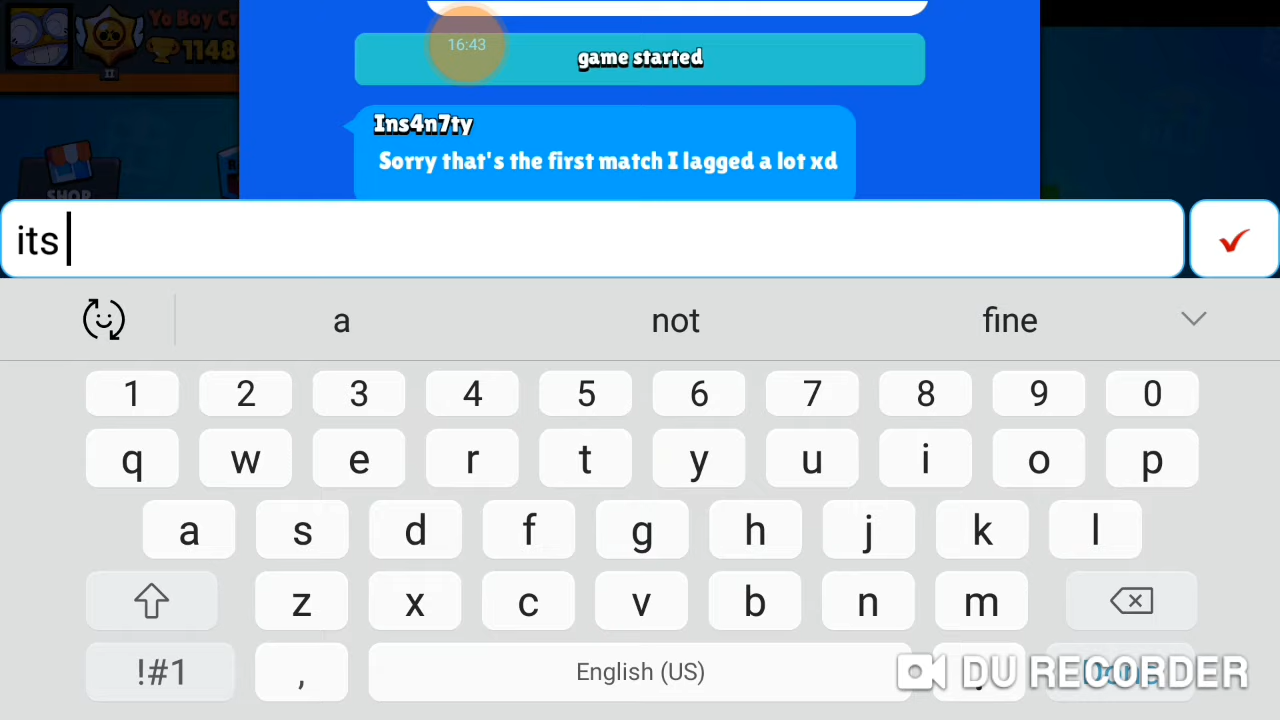 Yo Boy Cr
1148
II
16:43
game started
Ins4n7ty
Sorry that's the first match I lagged a lot xd
SHOP
its
a not fine
1 2 3 4 5 6 7 8 9 0
q w e r t y u i o p
a s d f g h j k l
z x c v b n m
!#1 , English (US) .
DU RECORDER